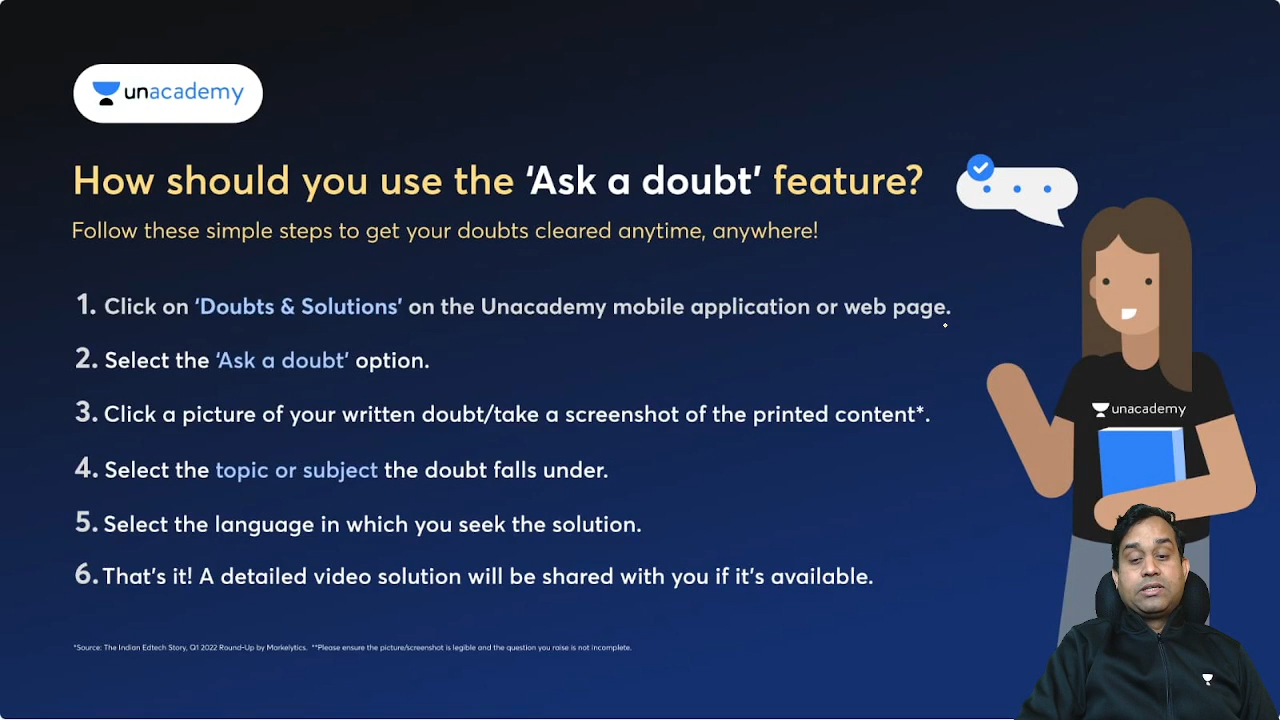 unacademy
How should you use the ‘Ask a doubt’ feature?
Follow these simple steps to get your doubts cleared anytime, anywhere!
1. Click on ‘Doubts & Solutions’ on the Unacademy mobile application or web page.
2. Select the ‘Ask a doubt’ option.
3. Click a picture of your written doubt/take a screenshot of the printed content*.
4. Select the topic or subject the doubt falls under.
5. Select the language in which you seek the solution.
6. That’s it! A detailed video solution will be shared with you if it’s available.
unacademy
*Source: The Indian Edtech Story, Q1 2022 Round-Up by Markelytics. **Please ensure the picture/screenshot is legible and the question you raise is not incomplete.